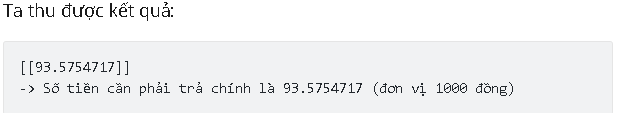 Ta thu được kết quả:
[[93.5754717]]
-> Số tiền cần phải trả chính là 93.5754717 (đơn vị 1000 đồng)